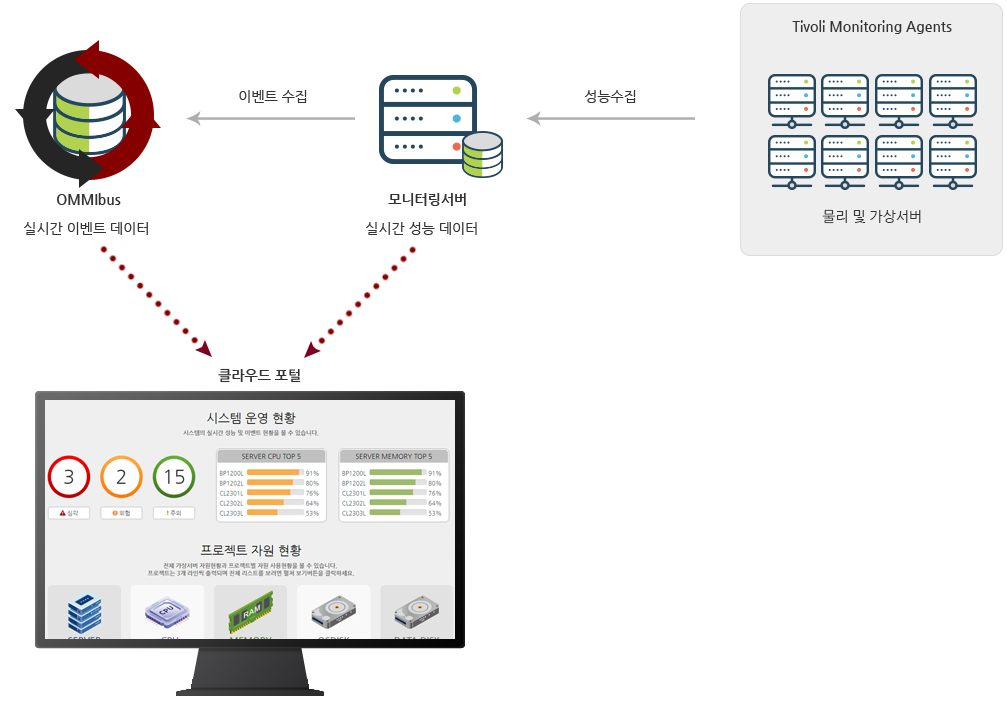 Tivoli Monitoring Agents
이벤트 수집
성능수집
OMMIbus
모니터링서버
실시간 이벤트 데이터
실시간 성능 데이터
물리 및 가상서버
클라우드 포털
시스템 운영 현황
시스템의 실시간 성능 및 이벤트 현황을 볼 수 있습니다.
3
2
15
심각
위험
! 주의
SERVER CPU TOP 5
BP1200L 91%
BP1202L 80%
CL2301L 76%
CL2302L 64%
CL2303L 53%
SERVER MEMORY TOP 5
BP1200L 91%
BP1202L 80%
CL2301L 76%
CL2302L 64%
CL2303L 53%
프로젝트 자원 현황
전체 가상서버 자원현황과 프로젝트별 자원 사용현황을 볼 수 있습니다.
프로젝트는 3개 라인씩 출력되며 전체 리스트를 보려면 펼쳐 보기버튼을 클릭하세요.
CPU
RAM
SERVER
CPU
MEMORY
OSDISK
DATA DISK